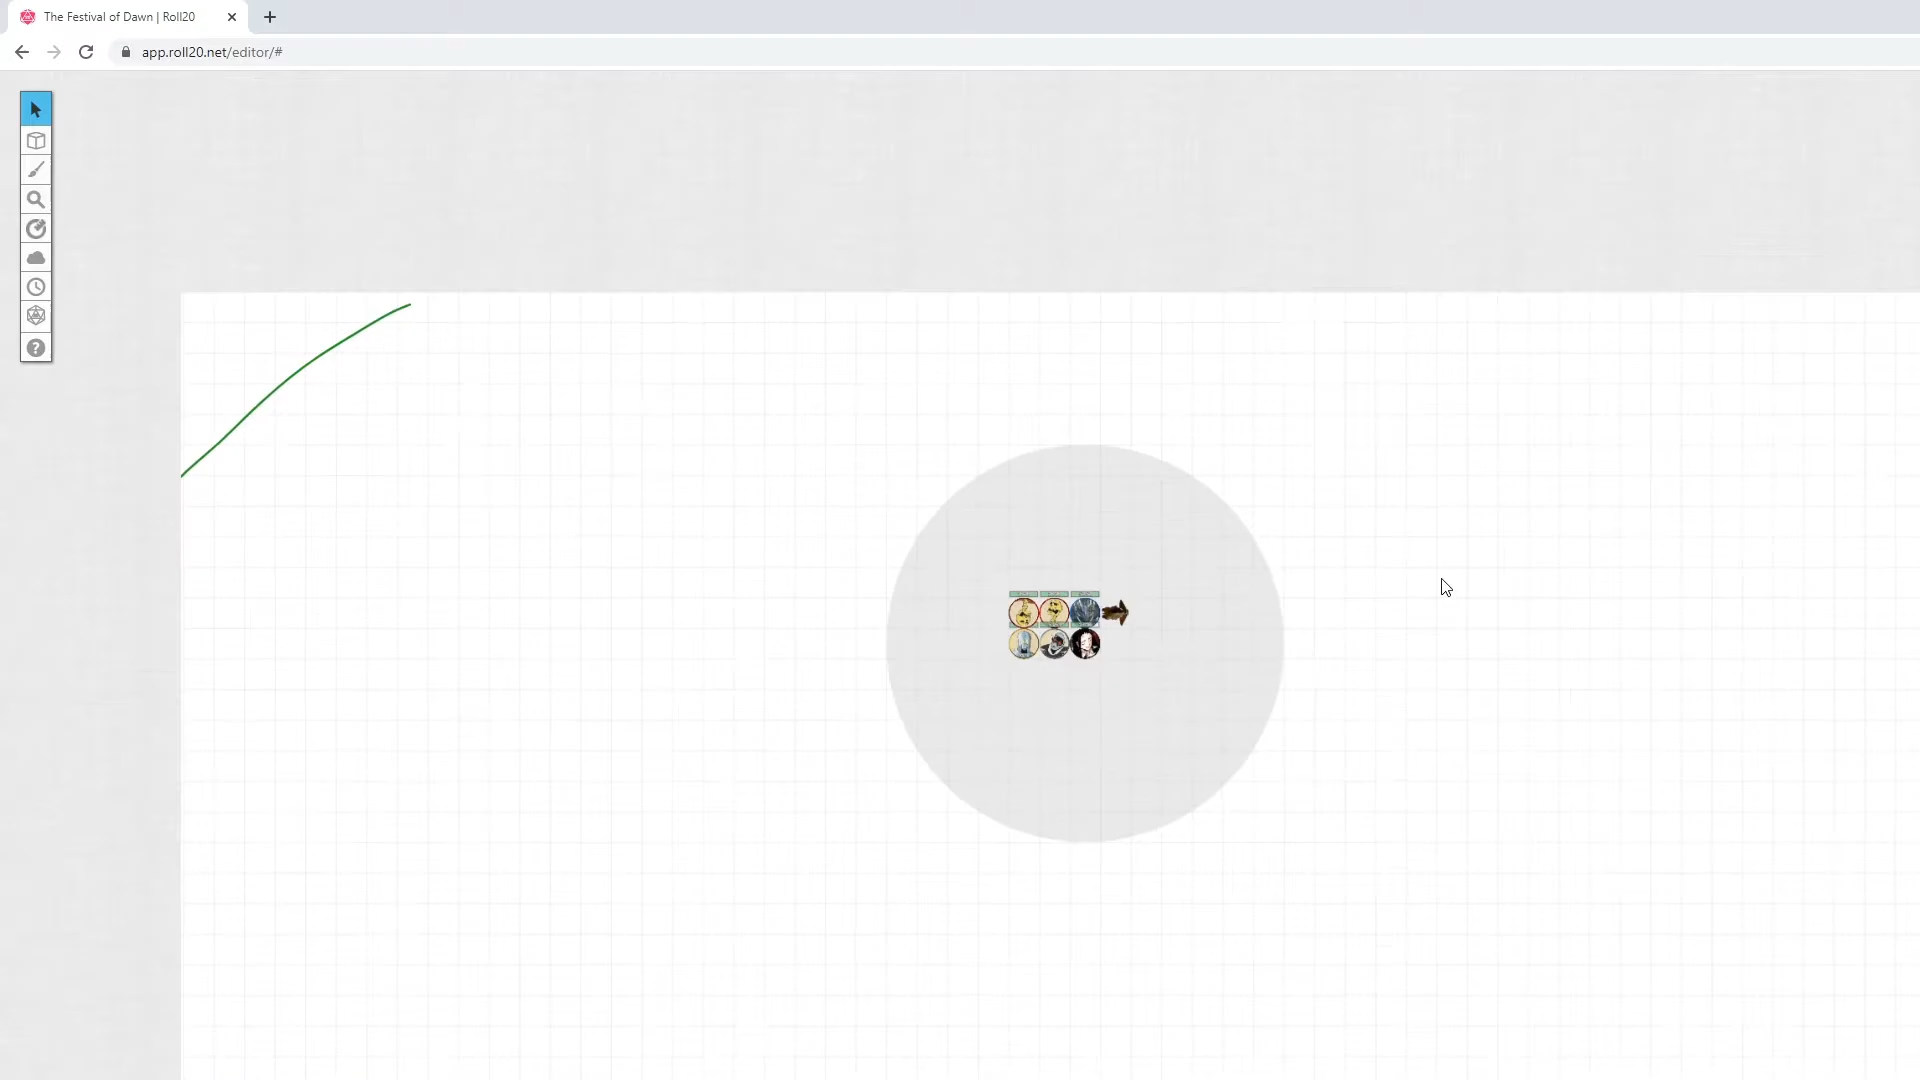 The Festival of Dawn | Roll20
app.roll20.net/editor/#
?